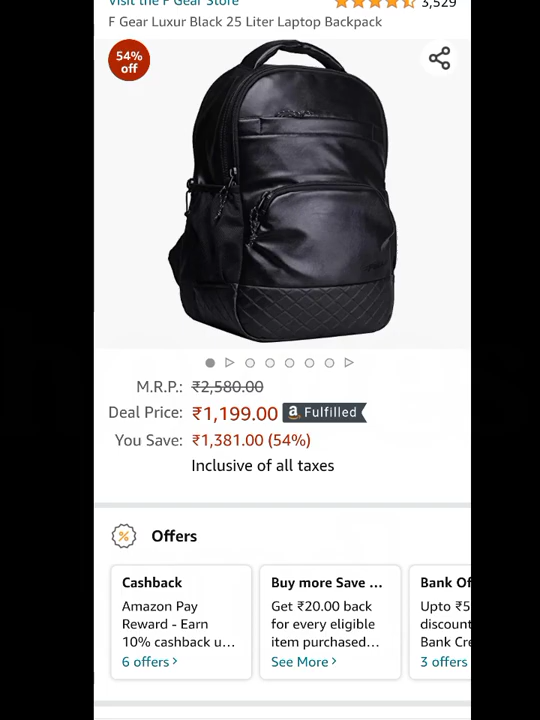 Visit the F Gear Store
3,529
F Gear Luxur Black 25 Liter Laptop Backpack
54%
off
M.R.P.: ₹2,580.00
Deal Price: ₹1,199.00 a Fulfilled
You Save: ₹1,381.00 (54%)
Inclusive of all taxes
% Offers
Cashback
Amazon Pay
Reward - Earn
10% cashback u...
6 offers >
Buy more Save ...
Get ₹20.00 back
for every eligible
item purchased...
See More >
Bank Of
Upto ₹5
discount
Bank Cre
3 offers